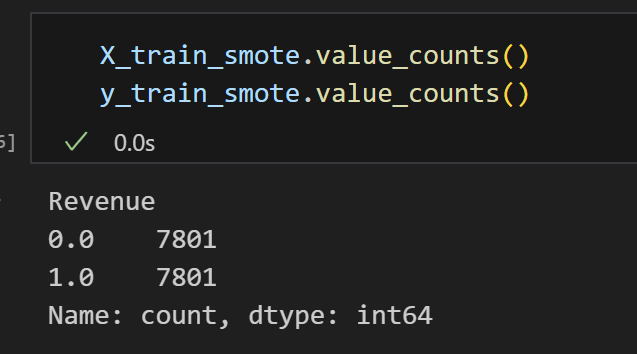 X_train_smote.value_counts()
y_train_smote.value_counts()
0.0s
Revenue
0.0    7801
1.0    7801
Name: count, dtype: int64